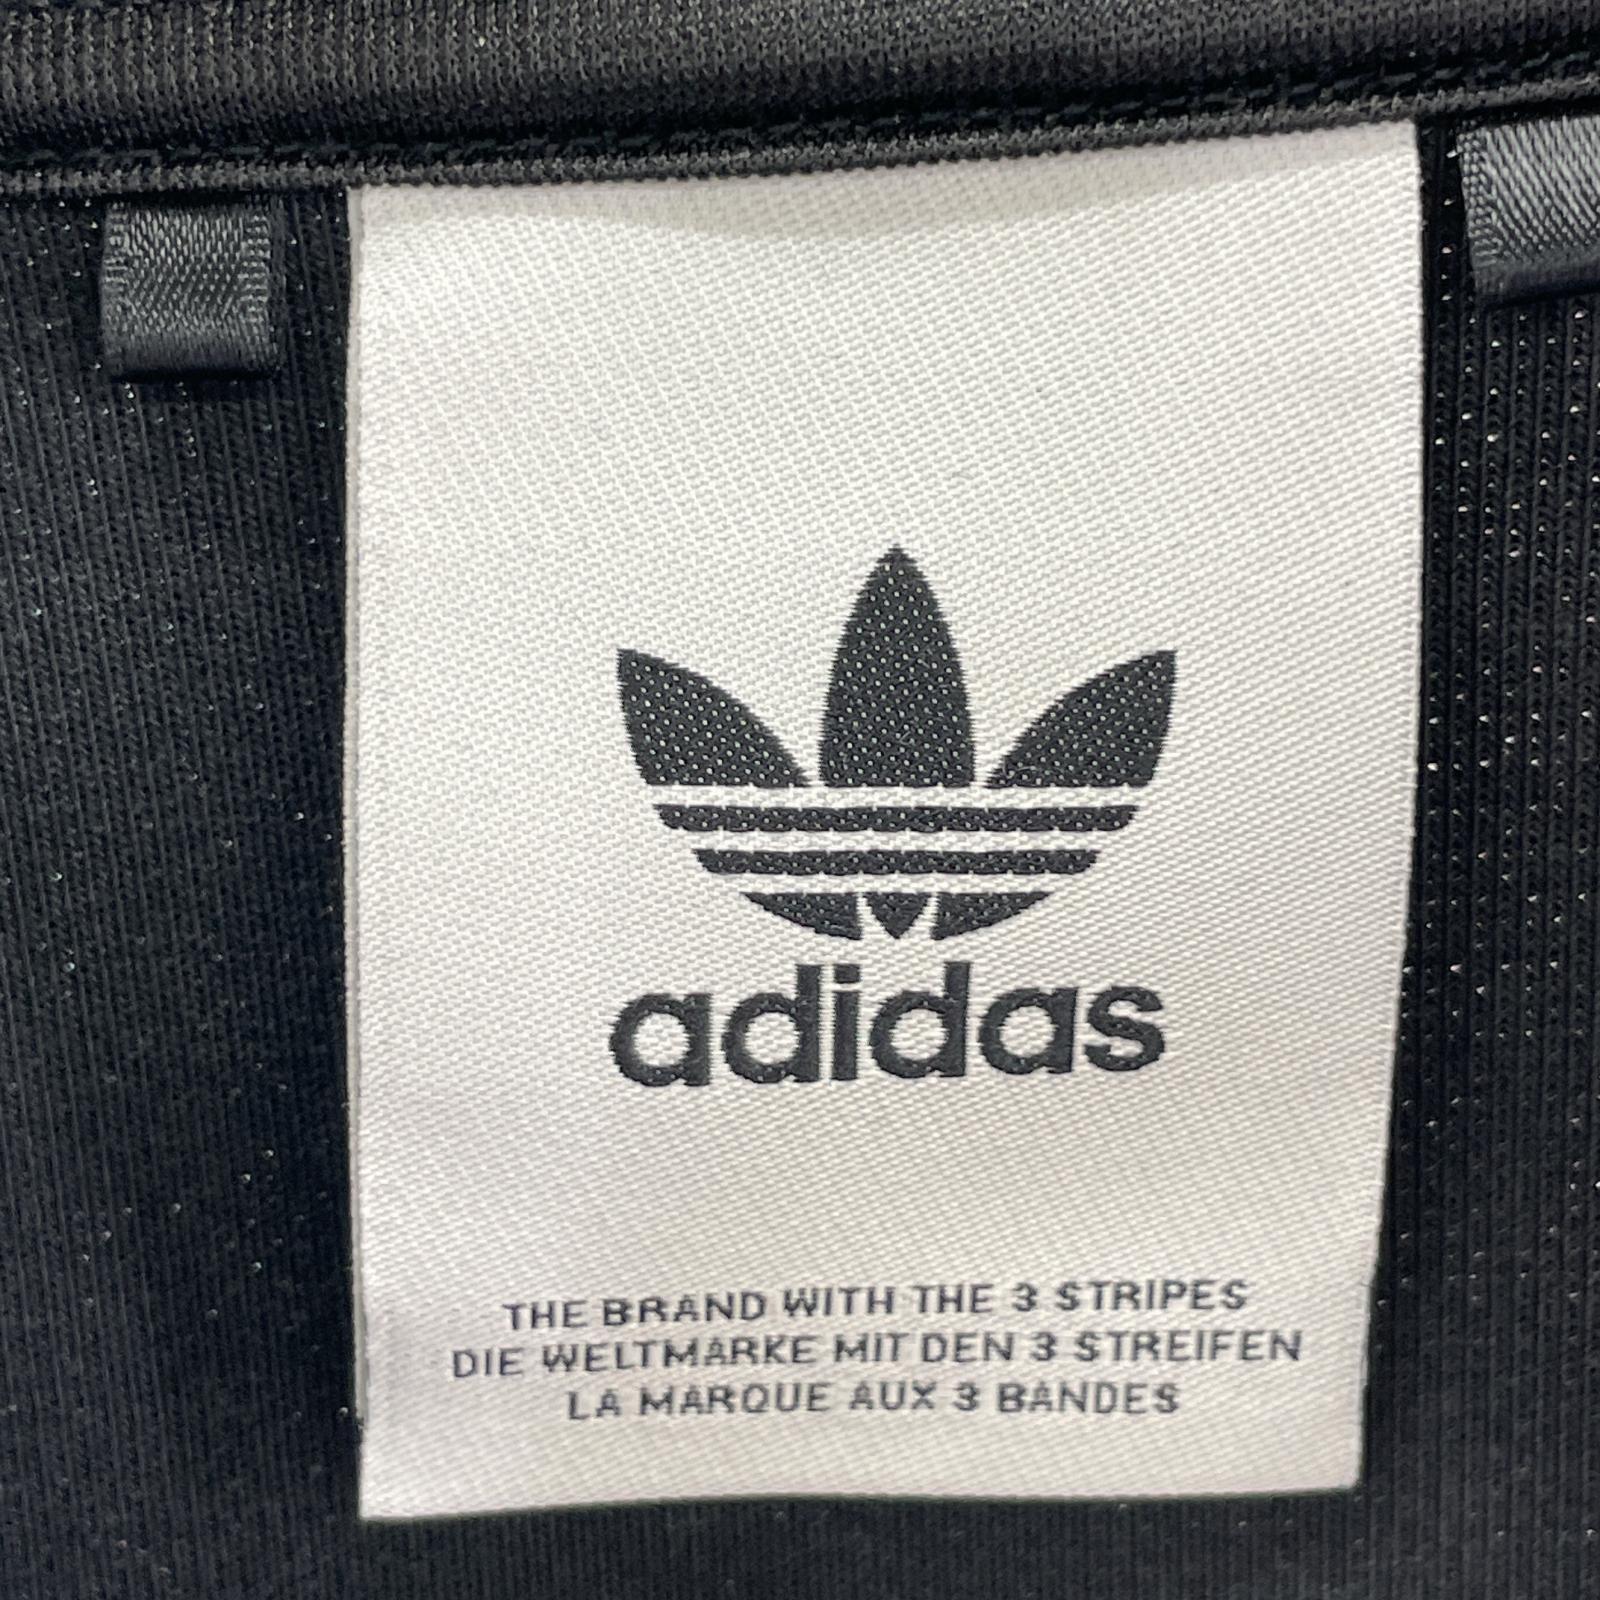 adidas
THE BRAND WITH THE 3 STRIPES
DIE WELTMARKE MIT DEN 3 STREIFEN
LA MARQUE AUX 3 BANDES